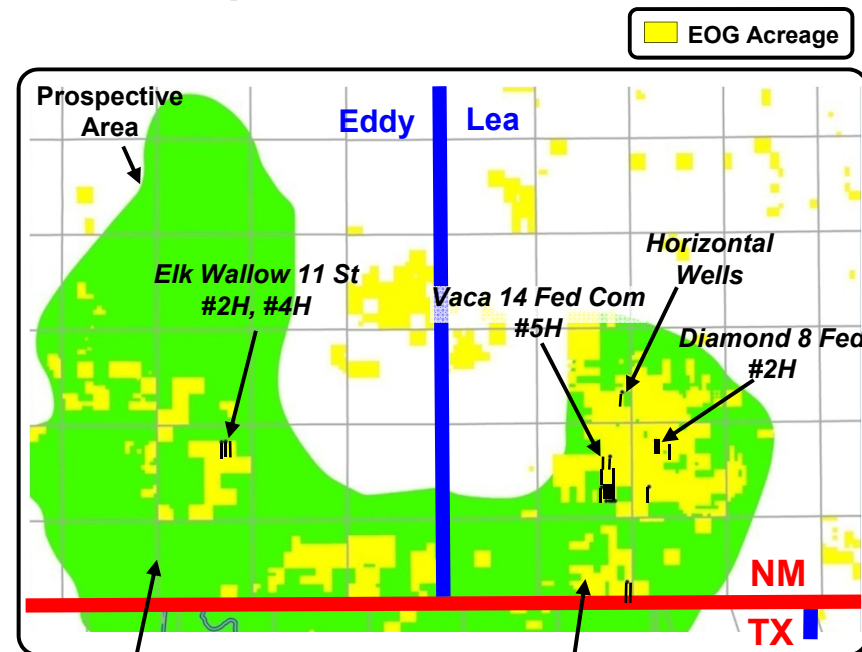 EOG Acreage
Prospective
Area
Eddy
Lea
Horizontal
Wells
Elk Wallow 11 St
#2H, #4H
Vaca 14 Fed Com
#5H
Diamond 8 Fed
#2H
NM
TX